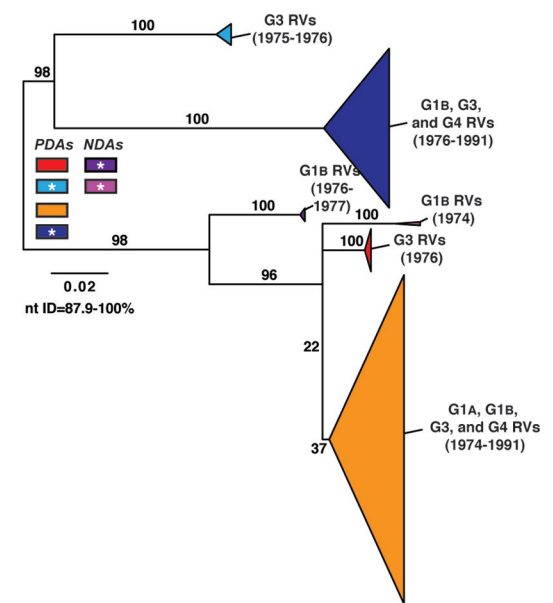 100
G3 RVs
(1975-1976)
98
100
G1B, G3,
and G4 RVs
(1976-1991)
PDAs NDAs
* *
* *
*
G1B RVs
(1976-
1977)
100
98
100
G1B RVs
(1974)
100
G3 RVs
(1976)
96
0.02
nt ID=87.9-100%
22
37
G1A, G1B,
G3, and G4 RVs
(1974-1991)